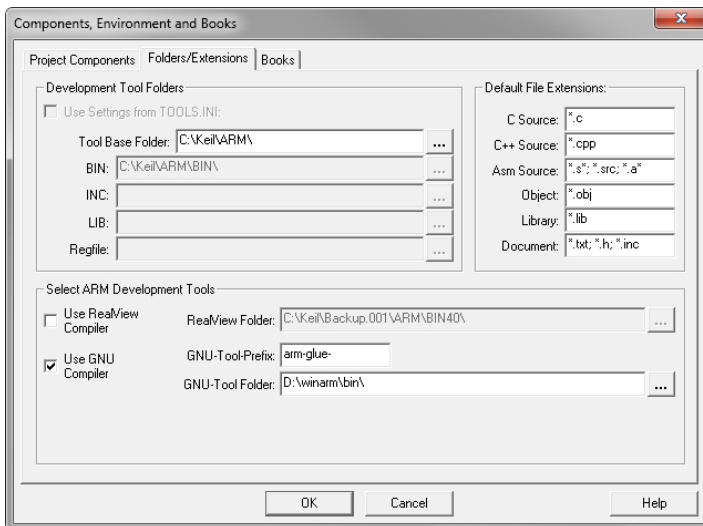 Components, Environment and Books
Project Components Folders/Extensions Books
Development Tool Folders
Use Settings from TOOLS.INI:
Tool Base Folder: C:\Keil\ARM\ ...
BIN: C:\Keil\ARM\BIN\ ...
INC: ...
LIB: ...
Regfile: ...
Default File Extensions:
C Source: *.c
C++ Source: *.cpp
Asm Source: *.s*; *.src; *.a*
Object: *.obj
Library: *.lib
Document: *.txt; *.h; *.inc
Select ARM Development Tools
Use RealView
Compiler
RealView Folder: C:\Keil\Backup.001\ARM\BIN40\ ...
Use GNU
Compiler
GNU-Tool-Prefix: arm-glue-
GNU-Tool Folder: D:\winarm\bin\ ...
OK Cancel Help